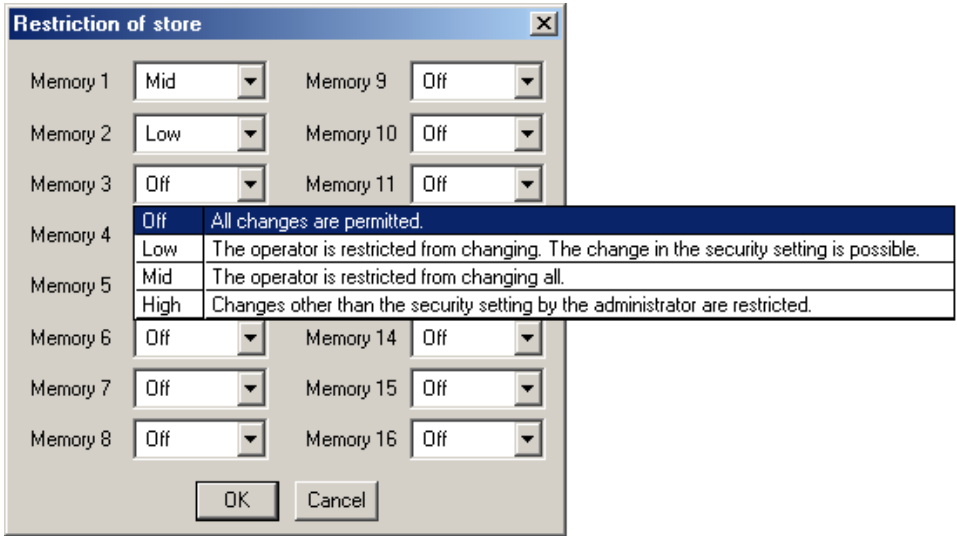 Restriction of store
Memory 1 Mid Memory 9 Off
Memory 2 Low Memory 10 Off
Memory 3 Off Memory 11 Off
Memory 4
Memory 5
Off All changes are permitted.
Low The operator is restricted from changing. The change in the security setting is possible.
Mid The operator is restricted from changing all.
High Changes other than the security setting by the administrator are restricted.
Memory 6 Off Memory 14 Off
Memory 7 Off Memory 15 Off
Memory 8 Off Memory 16 Off
OK Cancel